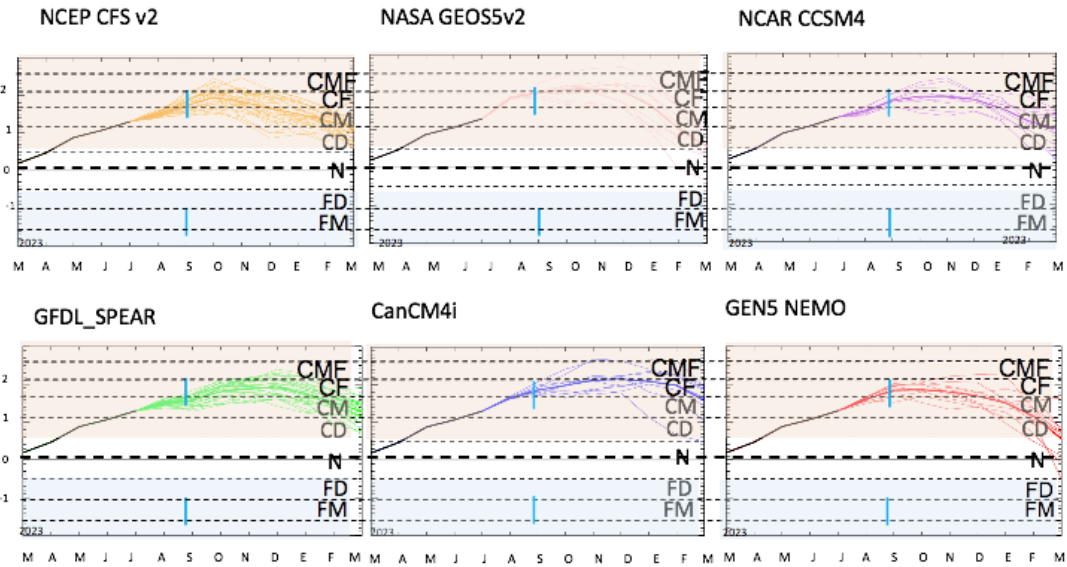 NCEP CFS v2
NASA GEOS5v2
NCAR CCSM4
2
1
0
-1
CMF
CF
CM
CD
N
FD
FM
2023
M A M J J A S O N D E F M
CMF
CF
CM
CD
N
FD
FM
2023
M A M J J A S O N D E F M
CMF
CF
CM
CD
N
FD
FM
2023
2023
M A M J J A S O N D E F M
GFDL_SPEAR
CanCM4i
GEN5 NEMO
2
1
0
-1
CMF
CF
CM
CD
N
FD
FM
2023
M A M J J A S O N D E F M
CMF
CF
CM
CD
N
FD
FM
2023
M A M J J A S O N D E F M
CMF
CF
CM
CD
N
FD
FM
2023
M A M J J A S O N D E F M